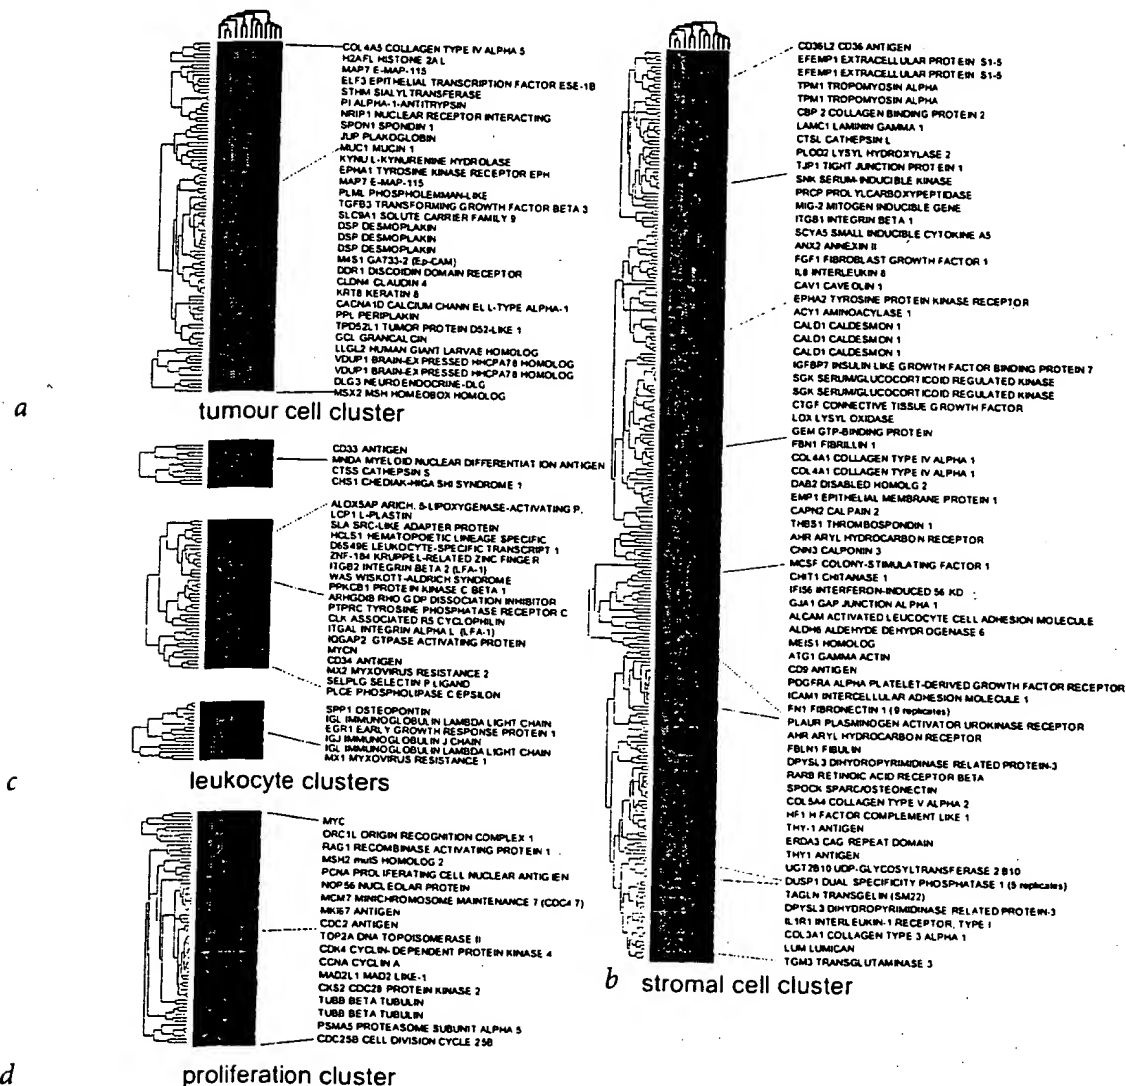 COL4A5 COLLAGEN TYPE IV ALPHA 5
H2AFL HISTONE 2A L
MAP7 E-MAP-115
ELF3 EPITHELIAL TRANSCRIPTION FACTOR ESE-1B
STHM SIALYLTRANSFERASE
PI ALPHA-1-ANTITRYPSIN
NRIP1 NUCLEAR RECEPTOR INTERACTING
SPON1 SPONDIN 1
JUP PLAKOGLOBIN
MUC1 MUCIN 1
KYNU L-KYNURENINE HYDROLASE
EPHA1 TYROSINE KINASE RECEPTOR EPH
MAP7 E-MAP-115
PLML PHOSPHOLEMMAN-LIKE
TGFB3 TRANSFORMING GROWTH FACTOR BETA 3
SLC9A1 SOLUTE CARRIER FAMILY 9
DSP DESMOPLAKIN
DSP DESMOPLAKIN
DSP DESMOPLAKIN
M4S1 GA733-2 (Ep-CAM)
DDR1 DISCOIDIN DOMAIN RECEPTOR
CLDN4 CLAUDIN 4
KRT8 KERATIN 8
CACNA1D CALCIUM CHANNEL L-TYPE ALPHA-1
PPL PERIPLAKIN
TPD52L1 TUMOR PROTEIN D52-LIKE 1
GCL GRANCALCIN
LLGL2 HUMAN GIANT LARVAE HOMOLOG
VDUP1 BRAIN-EXPRESSED HHCPA78 HOMOLOG
VDUP1 BRAIN-EXPRESSED HHCPA78 HOMOLOG
DLG3 NEUROENDOCRINE-DLG
MSX2 MSH HOMEOBOX HOMOLOG
a
tumour cell cluster
CD33 ANTIGEN
MNDA MYELOID NUCLEAR DIFFERENTIATION ANTIGEN
CTSS CATHEPSIN S
CHS1 CHEDIAK-HIGASHI SYNDROME 1
ALOX5AP ARICH. 5-LIPOXYGENASE-ACTIVATING P.
LCP1 L-PLASTIN
SLA SRC-LIKE ADAPTER PROTEIN
HCLS1 HEMATOPOETIC LINEAGE SPECIFIC
D6S49E LEUKOCYTE-SPECIFIC TRANSCRIPT 1
ZNF-184 KRUPPEL-RELATED ZINC FINGER
ITGB2 INTEGRIN BETA 2 (LFA-1)
WAS WISKOTT-ALDRICH SYNDROME
PPKCB1 PROTEIN KINASE C BETA 1
ARHGDIB RHO GDP DISSOCIATION INHIBITOR
PTPRC TYROSINE PHOSPHATASE RECEPTOR C
CLK ASSOCIATED RS CYCLOPHILIN
ITGAL INTEGRIN ALPHA L (LFA-1)
IQGAP2 GTPASE ACTIVATING PROTEIN
MYCN
CD34 ANTIGEN
MX2 MYXOVIRUS RESISTANCE 2
SELPLG SELECTIN P LIGAND
PLCE PHOSPHOLIPASE C EPSILON
SPP1 OSTEOPONTIN
IGL IMMUNOGLOBULIN LAMBDA LIGHT CHAIN
EGR1 EARLY GROWTH RESPONSE PROTEIN 1
IGJ IMMUNOGLOBULIN J CHAIN
IGL IMMUNOGLOBULIN LAMBDA LIGHT CHAIN
MX1 MYXOVIRUS RESISTANCE 1
c
leukocyte clusters
MYC
ORC1L ORIGIN RECOGNITION COMPLEX 1
RAG1 RECOMBINASE ACTIVATING PROTEIN 1
MSH2 mutS HOMOLOG 2
PCNA PROLIFERATING CELL NUCLEAR ANTIGEN
NOP56 NUCLEOLAR PROTEIN
MCM7 MINICHROMOSOME MAINTENANCE 7 (CDC47)
MKI67 ANTIGEN
CDC2 ANTIGEN
TOP2A DNA TOPOISOMERASE II
CDK4 CYCLIN-DEPENDENT PROTEIN KINASE 4
CCNA CYCLIN A
MAD2L1 MAD2 LIKE-1
CKS2 CDC28 PROTEIN KINASE 2
TUBB BETA TUBULIN
TUBB BETA TUBULIN
PSMA5 PROTEASOME SUBUNIT ALPHA 5
CDC25B CELL DIVISION CYCLE 25B
d
proliferation cluster
CD36L2 CD36 ANTIGEN
EFEMP1 EXTRACELLULAR PROTEIN S1-5
EFEMP1 EXTRACELLULAR PROTEIN S1-5
TPM1 TROPOMYOSIN ALPHA
TPM1 TROPOMYOSIN ALPHA
CBP 2 COLLAGEN BINDING PROTEIN 2
LAMC1 LAMININ GAMMA 1
CTSL CATHEPSIN L
PLOD2 LYSYL HYDROXYLASE 2
TJP1 TIGHT JUNCTION PROTEIN 1
SNK SERUM-INDUCIBLE KINASE
PRCP PROLYLCARBOXYPEPTIDASE
MIG-2 MITOGEN INDUCIBLE GENE
ITGB1 INTEGRIN BETA 1
SCYA5 SMALL INDUCIBLE CYTOKINE A5
ANX2 ANNEXIN II
FGF1 FIBROBLAST GROWTH FACTOR 1
IL8 INTERLEUKIN 8
CAV1 CAVEOLIN 1
EPHA2 TYROSINE PROTEIN KINASE RECEPTOR
ACY1 AMINOACYLASE 1
CALD1 CALDESMON 1
CALD1 CALDESMON 1
CALD1 CALDESMON 1
IGFBP7 INSULIN LIKE GROWTH FACTOR BINDING PROTEIN 7
SGK SERUM/GLUCOCORTICOID REGULATED KINASE
SGK SERUM/GLUCOCORTICOID REGULATED KINASE
CTGF CONNECTIVE TISSUE GROWTH FACTOR
LOX LYSYL OXIDASE
GEM GTP-BINDING PROTEIN
FBN1 FIBRILLIN 1
COL4A1 COLLAGEN TYPE IV ALPHA 1
COL4A1 COLLAGEN TYPE IV ALPHA 1
DAB2 DISABLED HOMOLG 2
EMP1 EPITHELIAL MEMBRANE PROTEIN 1
CAPN2 CALPAIN 2
THBS1 THROMBOSPONDIN 1
AHR ARYL HYDROCARBON RECEPTOR
CNN3 CALPONIN 3
MCSF COLONY-STIMULATING FACTOR 1
CHIT1 CHITANASE 1
IFI56 INTERFERON-INDUCED 56 KD
GJA1 GAP JUNCTION ALPHA 1
ALCAM ACTIVATED LEUCOCYTE CELL ADHESION MOLECULE
ALDH6 ALDEHYDE DEHYDROGENASE 6
MEIS1 HOMOLOG
ATG1 GAMMA ACTIN
CD9 ANTIGEN
PDGFRA ALPHA PLATELET-DERIVED GROWTH FACTOR RECEPTOR
ICAM1 INTERCELLULAR ADHESION MOLECULE 1
FN1 FIBRONECTIN 1 (9 replicates)
PLAUR PLASMINOGEN ACTIVATOR UROKINASE RECEPTOR
AHR ARYL HYDROCARBON RECEPTOR
FBLN1 FIBULIN
DPYSL3 DIHYDROPYRIMIDINASE RELATED PROTEIN-3
RARB RETINOIC ACID RECEPTOR BETA
SPOCK SPARC/OSTEONECTIN
COL5A4 COLLAGEN TYPE V ALPHA 2
HF1 H FACTOR COMPLEMENT LIKE 1
THY-1 ANTIGEN
ERDA3 CAG REPEAT DOMAIN
THY1 ANTIGEN
UGT2B10 UDP-GLYCOSYLTRANSFERASE 2 B10
DUSP1 DUAL SPECIFICITY PHOSPHATASE 1 (5 replicates)
TAGLN TRANSGELIN (SM22)
DPYSL3 DIHYDROPYRIMIDINASE RELATED PROTEIN-3
IL1R1 INTERLEUKIN-1 RECEPTOR, TYPE I
COL3A1 COLLAGEN TYPE 3 ALPHA 1
LUM LUMICAN
TGM3 TRANSGLUTAMINASE 3
b stromal cell cluster